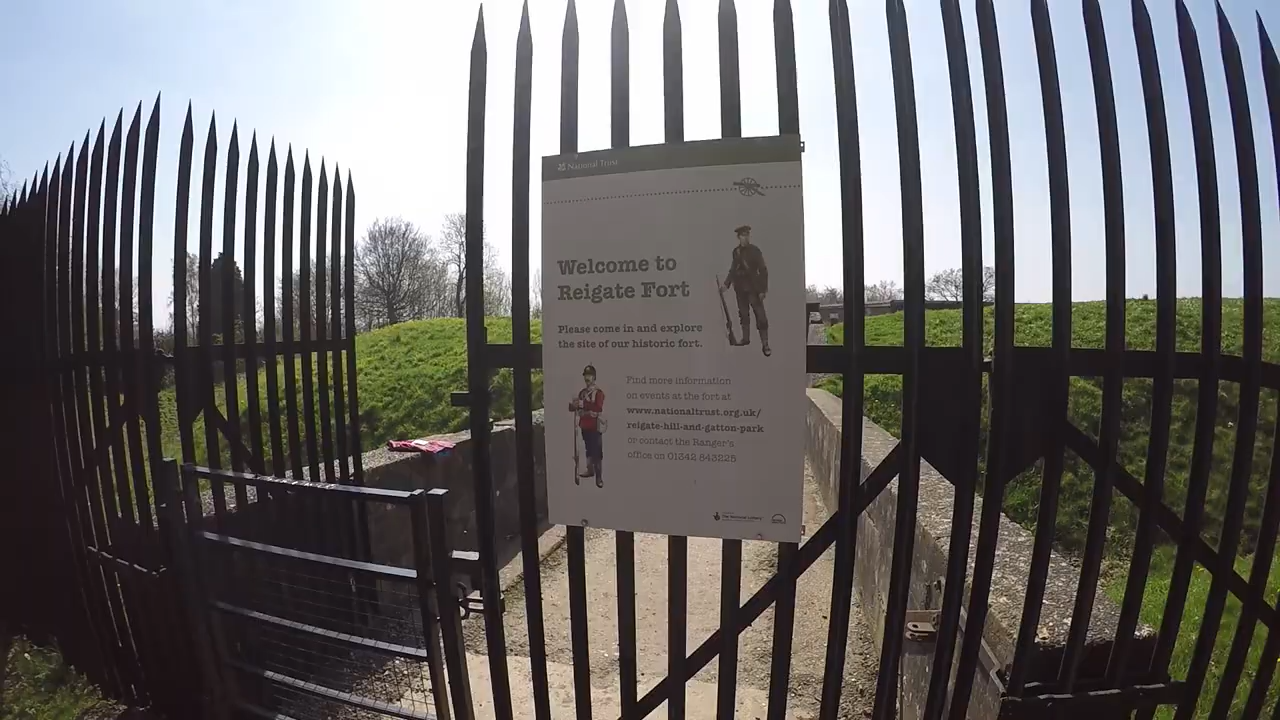 National Trust
Welcome to
Reigate Fort
Please come in and explore
the site of our historic fort.
Find more information
on events at the fort at
www.nationaltrust.org.uk/
reigate-hill-and-gatton-park
or contact the Ranger's
office on 01342 843225